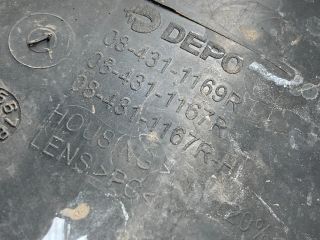 DEPO
08-431-1169R
08-431-1167R
08-431-1167R-H
HOUSING>
LENS.>PC<